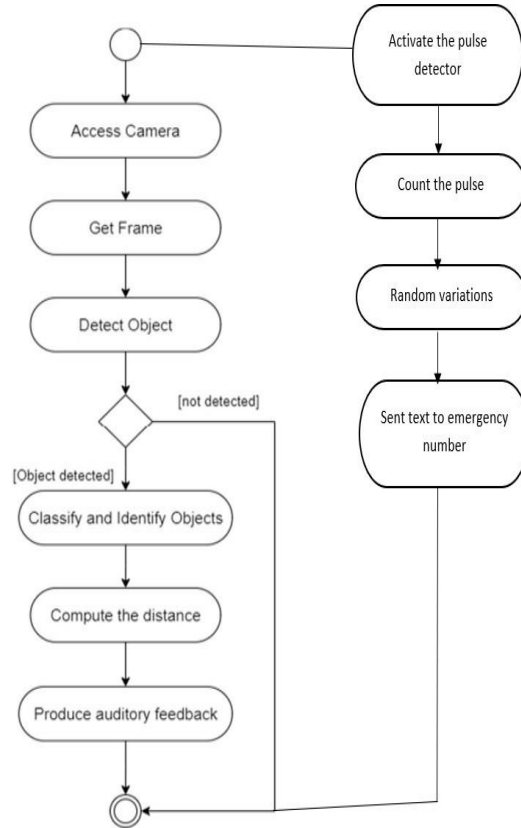 Access Camera
Get Frame
Detect Object
[not detected]
[Object detected]
Classify and Identify Objects
Compute the distance
Produce auditory feedback
Activate the pulse
detector
Count the pulse
Random variations
Sent text to emergency
number